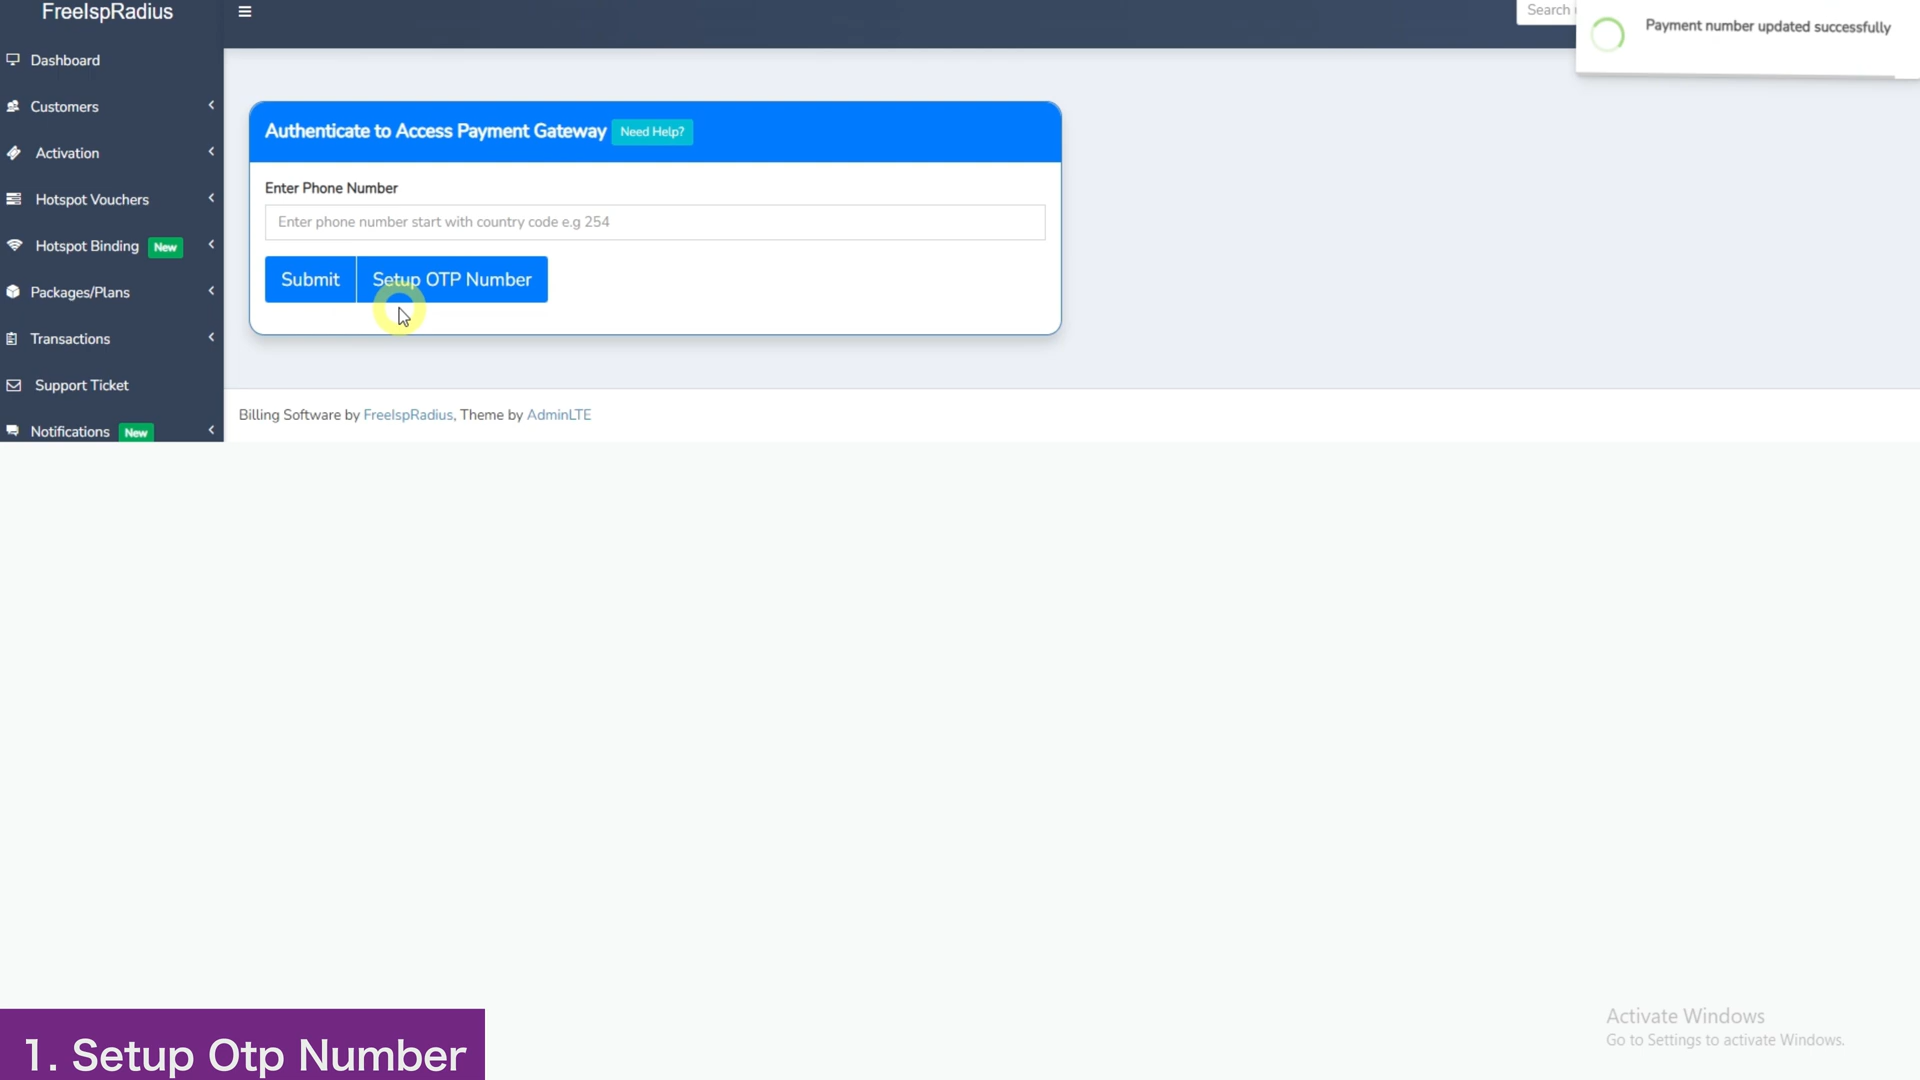 FreeIspRadius
Search
Payment number updated successfully
Dashboard
Customers
Activation
Hotspot Vouchers
Hotspot Binding New
Packages/Plans
Transactions
Support Ticket
Notifications New
Authenticate to Access Payment Gateway Need Help?
Enter Phone Number
Enter phone number start with country code e.g 254
Submit Setup OTP Number
Billing Software by FreeIspRadius, Theme by AdminLTE
Activate Windows
Go to Settings to activate Windows.
1. Setup Otp Number